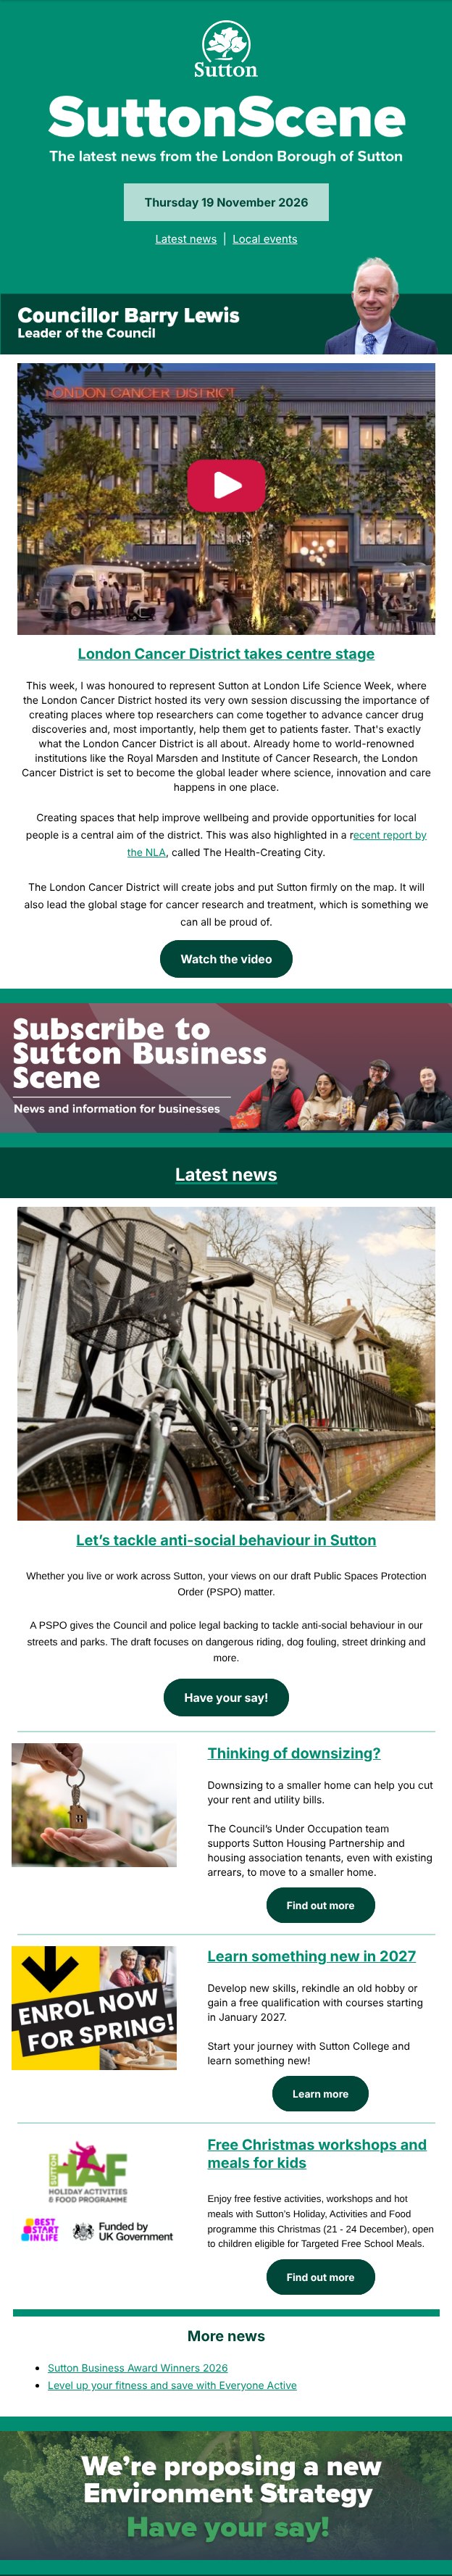 Sutton
SuttonScene
The latest news from the London Borough of Sutton
Thursday 19 November 2026
Latest news | Local events
Councillor Barry Lewis
Leader of the Council
LONDON CANCER DISTRICT
London Cancer District takes centre stage
This week, I was honoured to represent Sutton at London Life Science Week, where
the London Cancer District hosted its very own session discussing the importance of
creating places where top researchers can come together to advance cancer drug
discoveries and, most importantly, help them get to patients faster. That's exactly
what the London Cancer District is all about. Already home to world-renowned
institutions like the Royal Marsden and Institute of Cancer Research, the London
Cancer District is set to become the global leader where science, innovation and care
happens in one place.
Creating spaces that help improve wellbeing and provide opportunities for local
people is a central aim of the district. This was also highlighted in a recent report by
the NLA, called The Health-Creating City.
The London Cancer District will create jobs and put Sutton firmly on the map. It will
also lead the global stage for cancer research and treatment, which is something we
can all be proud of.
Watch the video
Subscribe to
Sutton Business
Scene
News and information for businesses
Latest news
Let's tackle anti-social behaviour in Sutton
Whether you live or work across Sutton, your views on our draft Public Spaces Protection
Order (PSPO) matter.
A PSPO gives the Council and police legal backing to tackle anti-social behaviour in our
streets and parks. The draft focuses on dangerous riding, dog fouling, street drinking and
more.
Have your say!
Thinking of downsizing?
Downsizing to a smaller home can help you cut
your rent and utility bills.
The Council's Under Occupation team
supports Sutton Housing Partnership and
housing association tenants, even with existing
arrears, to move to a smaller home.
Find out more
ENROL NOW
FOR SPRING!
Learn something new in 2027
Develop new skills, rekindle an old hobby or
gain a free qualification with courses starting
in January 2027.
Start your journey with Sutton College and
learn something new!
Learn more
SUTTON
HAF
HOLIDAY ACTIVITIES
& FOOD PROGRAMME
BEST
START
IN LIFE
Funded by
UK Government
Free Christmas workshops and
meals for kids
Enjoy free festive activities, workshops and hot
meals with Sutton's Holiday, Activities and Food
programme this Christmas (21 - 24 December), open
to children eligible for Targeted Free School Meals.
Find out more
More news
Sutton Business Award Winners 2026
Level up your fitness and save with Everyone Active
We're proposing a new
Environment Strategy
Have your say!